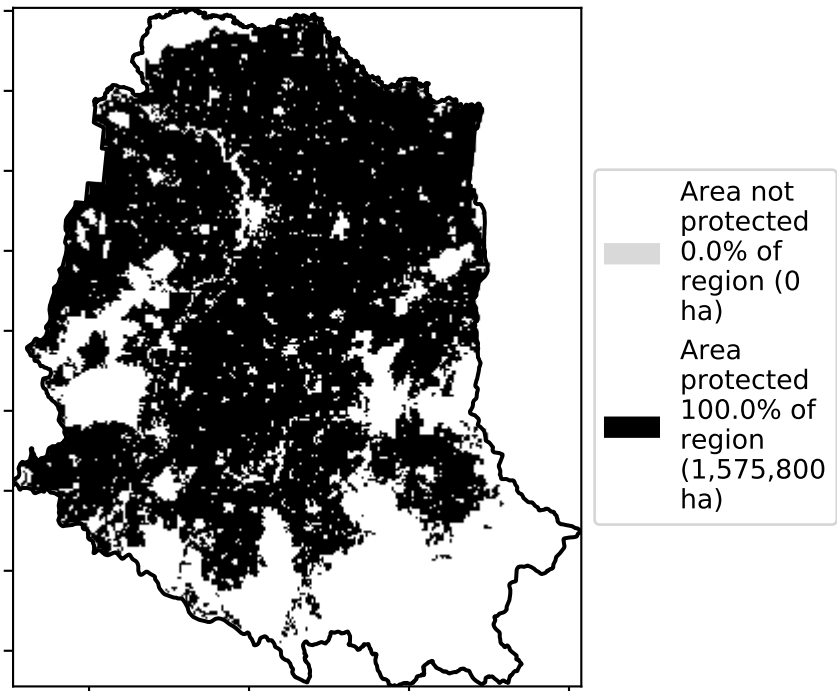 Area not
protected
0.0% of
region (0
ha)
Area
protected
100.0% of
region
(1,575,800
ha)